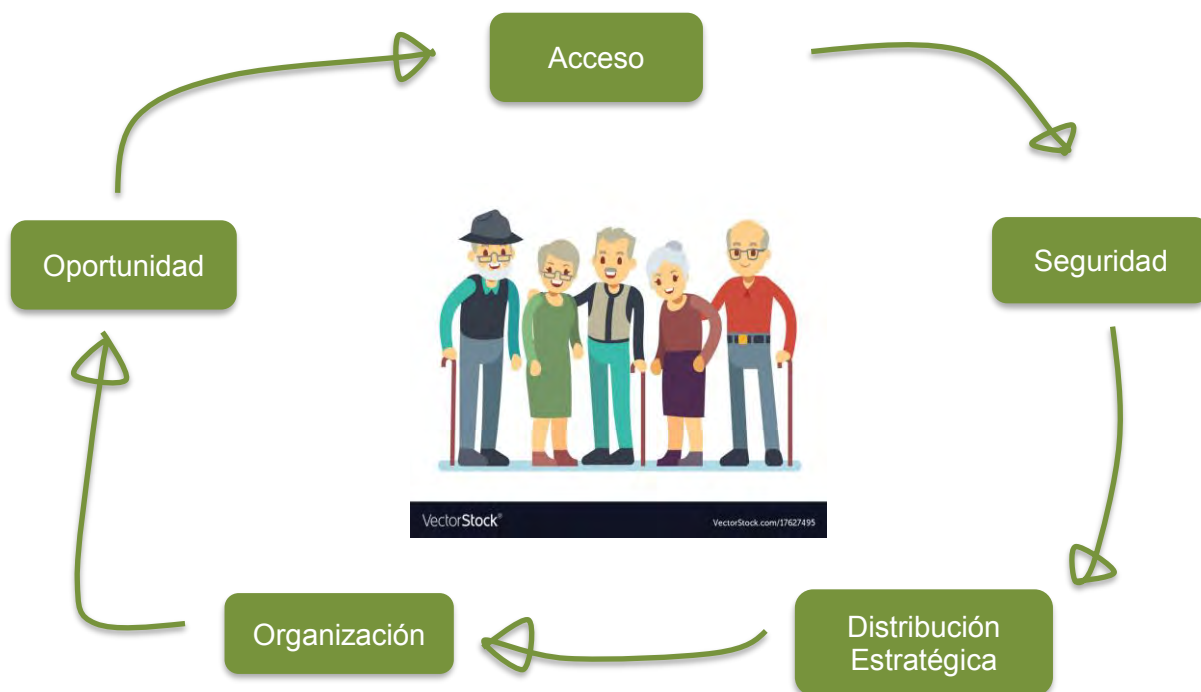 Acceso
Oportunidad
Seguridad
VectorStock®
VectorStock.com/17627495
Organización
Distribución
Estratégica